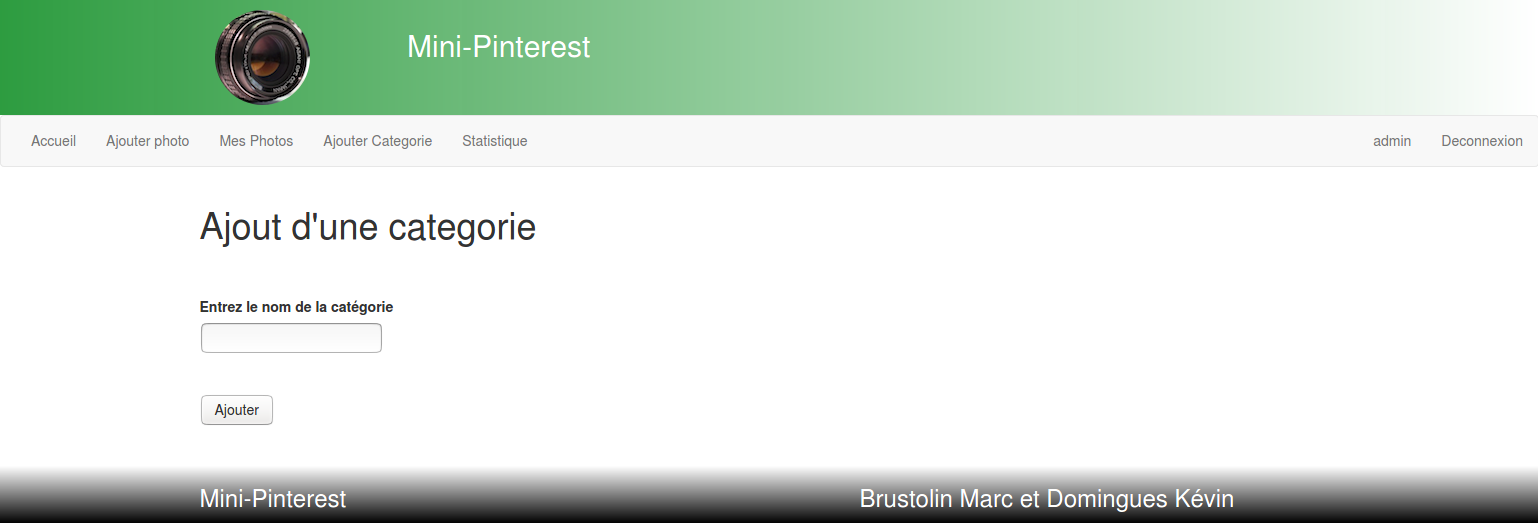 Mini-Pinterest
Accueil Ajouter photo Mes Photos Ajouter Categorie Statistique admin Deconnexion
Ajout d'une categorie
Entrez le nom de la catégorie
Ajouter
Mini-Pinterest Brustolin Marc et Domingues Kévin